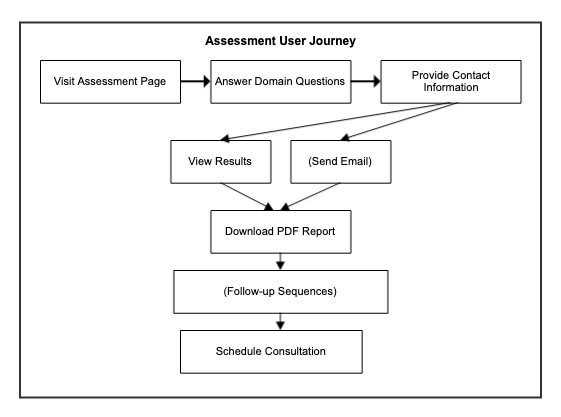 Assessment User Journey
Visit Assessment Page
Answer Domain Questions
Provide Contact
Information
View Results
(Send Email)
Download PDF Report
(Follow-up Sequences)
Schedule Consultation